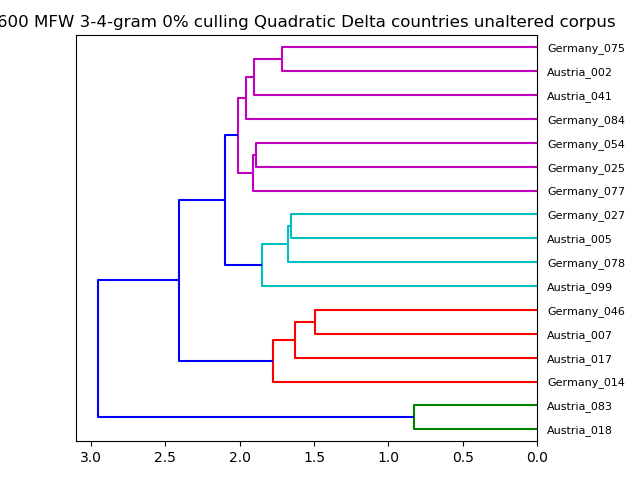 600 MFW 3-4-gram 0% culling Quadratic Delta countries unaltered corpus
Germany_075
Austria_002
Austria_041
Germany_084
Germany_054
Germany_025
Germany_077
Germany_027
Austria_005
Germany_078
Austria_099
Germany_046
Austria_007
Austria_017
Germany_014
Austria_083
Austria_018
3.0 2.5 2.0 1.5 1.0 0.5 0.0